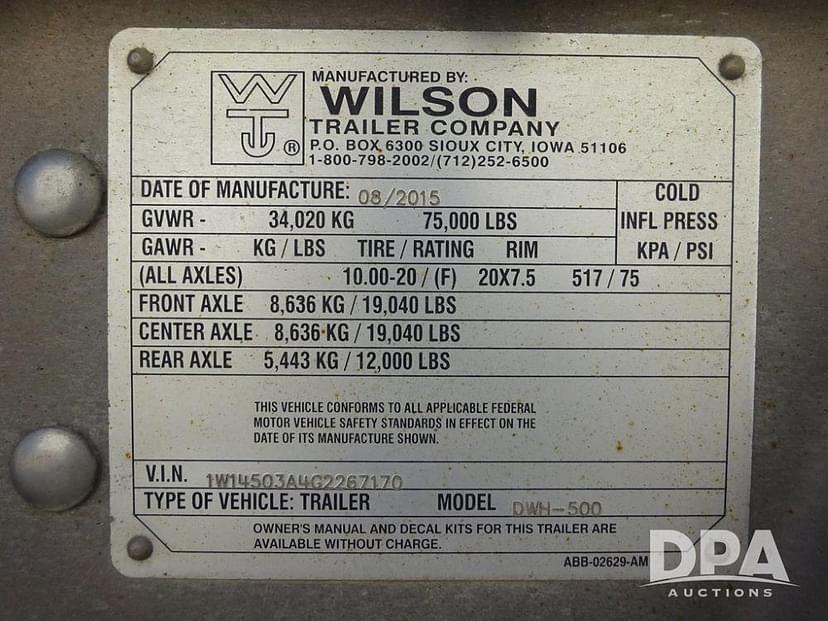 WTJ ®
MANUFACTURED BY:
WILSON
TRAILER COMPANY
P.O. BOX 6300 SIOUX CITY, IOWA 51106
1-800-798-2002/(712)252-6500
DATE OF MANUFACTURE: 08/2015 COLD
GVWR - 34,020 KG 75,000 LBS INFL PRESS
GAWR - KG / LBS TIRE / RATING RIM KPA / PSI
(ALL AXLES) 10.00-20 / (F) 20X7.5 517 / 75
FRONT AXLE 8,636 KG / 19,040 LBS
CENTER AXLE 8,636 KG / 19,040 LBS
REAR AXLE 5,443 KG / 12,000 LBS
THIS VEHICLE CONFORMS TO ALL APPLICABLE FEDERAL
MOTOR VEHICLE SAFETY STANDARDS IN EFFECT ON THE
DATE OF ITS MANUFACTURE SHOWN.
V.I.N. 1W14503A4G2267170
TYPE OF VEHICLE: TRAILER MODEL DWH-500
OWNER'S MANUAL AND DECAL KITS FOR THIS TRAILER ARE
AVAILABLE WITHOUT CHARGE.
ABB-02629-AM
DPA
AUCTIONS